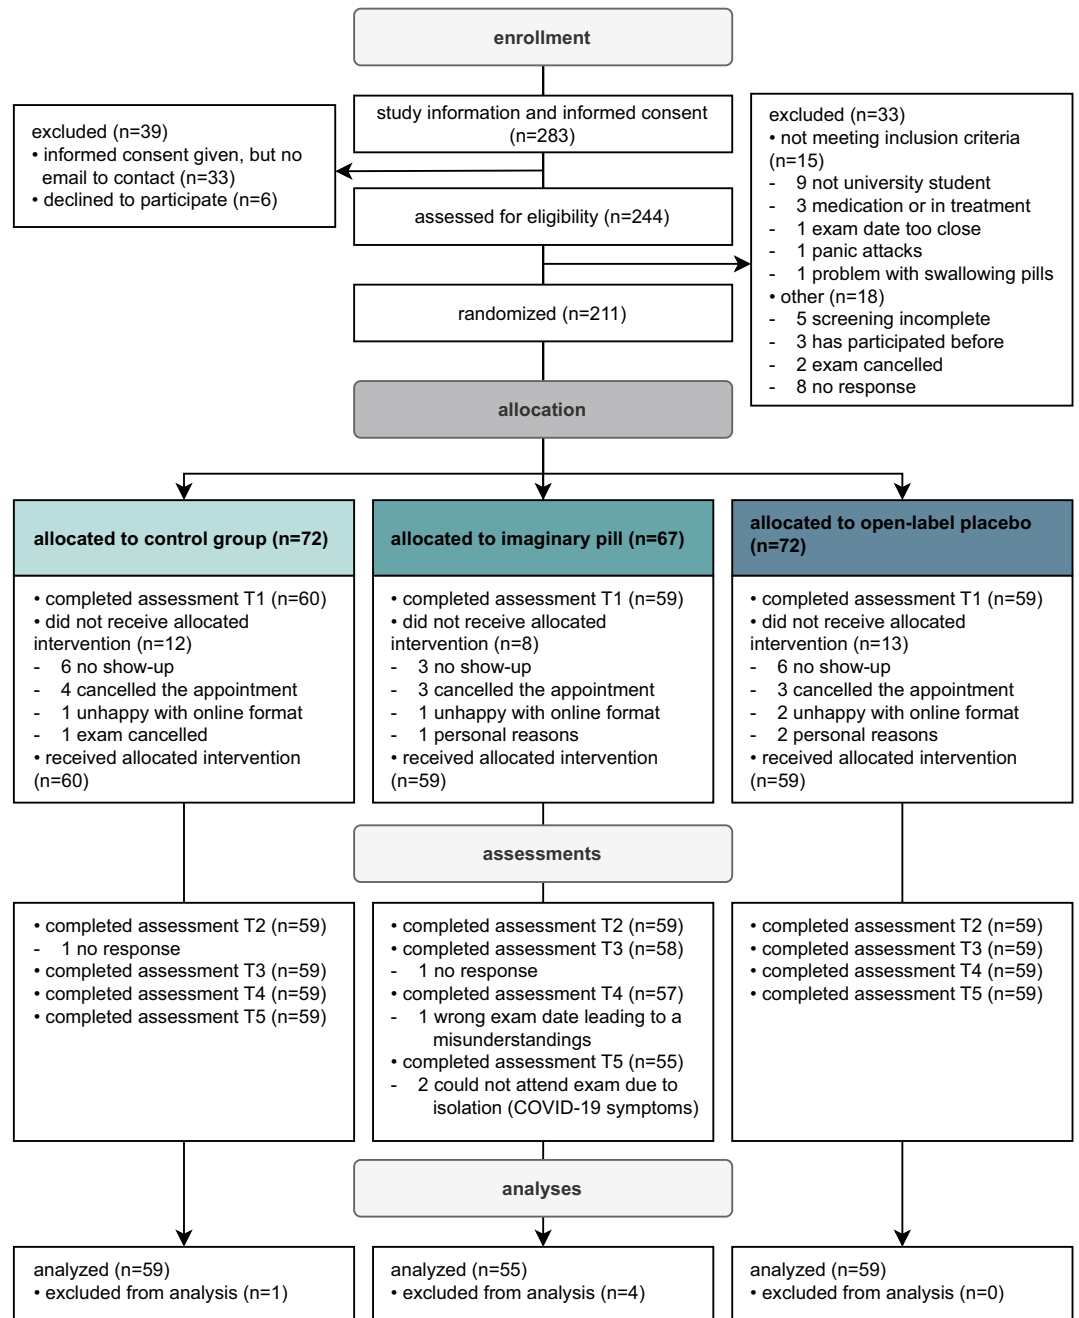 enrollment
study information and informed consent
(n=283)
excluded (n=39)
• informed consent given, but no
email to contact (n=33)
• declined to participate (n=6)
excluded (n=33)
• not meeting inclusion criteria
(n=15)
- 9 not university student
- 3 medication or in treatment
- 1 exam date too close
- 1 panic attacks
- 1 problem with swallowing pills
• other (n=18)
- 5 screening incomplete
- 3 has participated before
- 2 exam cancelled
- 8 no response
assessed for eligibility (n=244)
randomized (n=211)
allocation
allocated to control group (n=72)
• completed assessment T1 (n=60)
• did not receive allocated
intervention (n=12)
- 6 no show-up
- 4 cancelled the appointment
- 1 unhappy with online format
- 1 exam cancelled
• received allocated intervention
(n=60)
allocated to imaginary pill (n=67)
• completed assessment T1 (n=59)
• did not receive allocated
intervention (n=8)
- 3 no show-up
- 3 cancelled the appointment
- 1 unhappy with online format
- 1 personal reasons
• received allocated intervention
(n=59)
allocated to open-label placebo
(n=72)
• completed assessment T1 (n=59)
• did not receive allocated
intervention (n=13)
- 6 no show-up
- 3 cancelled the appointment
- 2 unhappy with online format
- 2 personal reasons
• received allocated intervention
(n=59)
assessments
• completed assessment T2 (n=59)
- 1 no response
• completed assessment T3 (n=59)
• completed assessment T4 (n=59)
• completed assessment T5 (n=59)
• completed assessment T2 (n=59)
• completed assessment T3 (n=58)
- 1 no response
• completed assessment T4 (n=57)
- 1 wrong exam date leading to a
misunderstandings
• completed assessment T5 (n=55)
- 2 could not attend exam due to
isolation (COVID-19 symptoms)
• completed assessment T2 (n=59)
• completed assessment T3 (n=59)
• completed assessment T4 (n=59)
• completed assessment T5 (n=59)
analyses
analyzed (n=59)
• excluded from analysis (n=1)
analyzed (n=55)
• excluded from analysis (n=4)
analyzed (n=59)
• excluded from analysis (n=0)